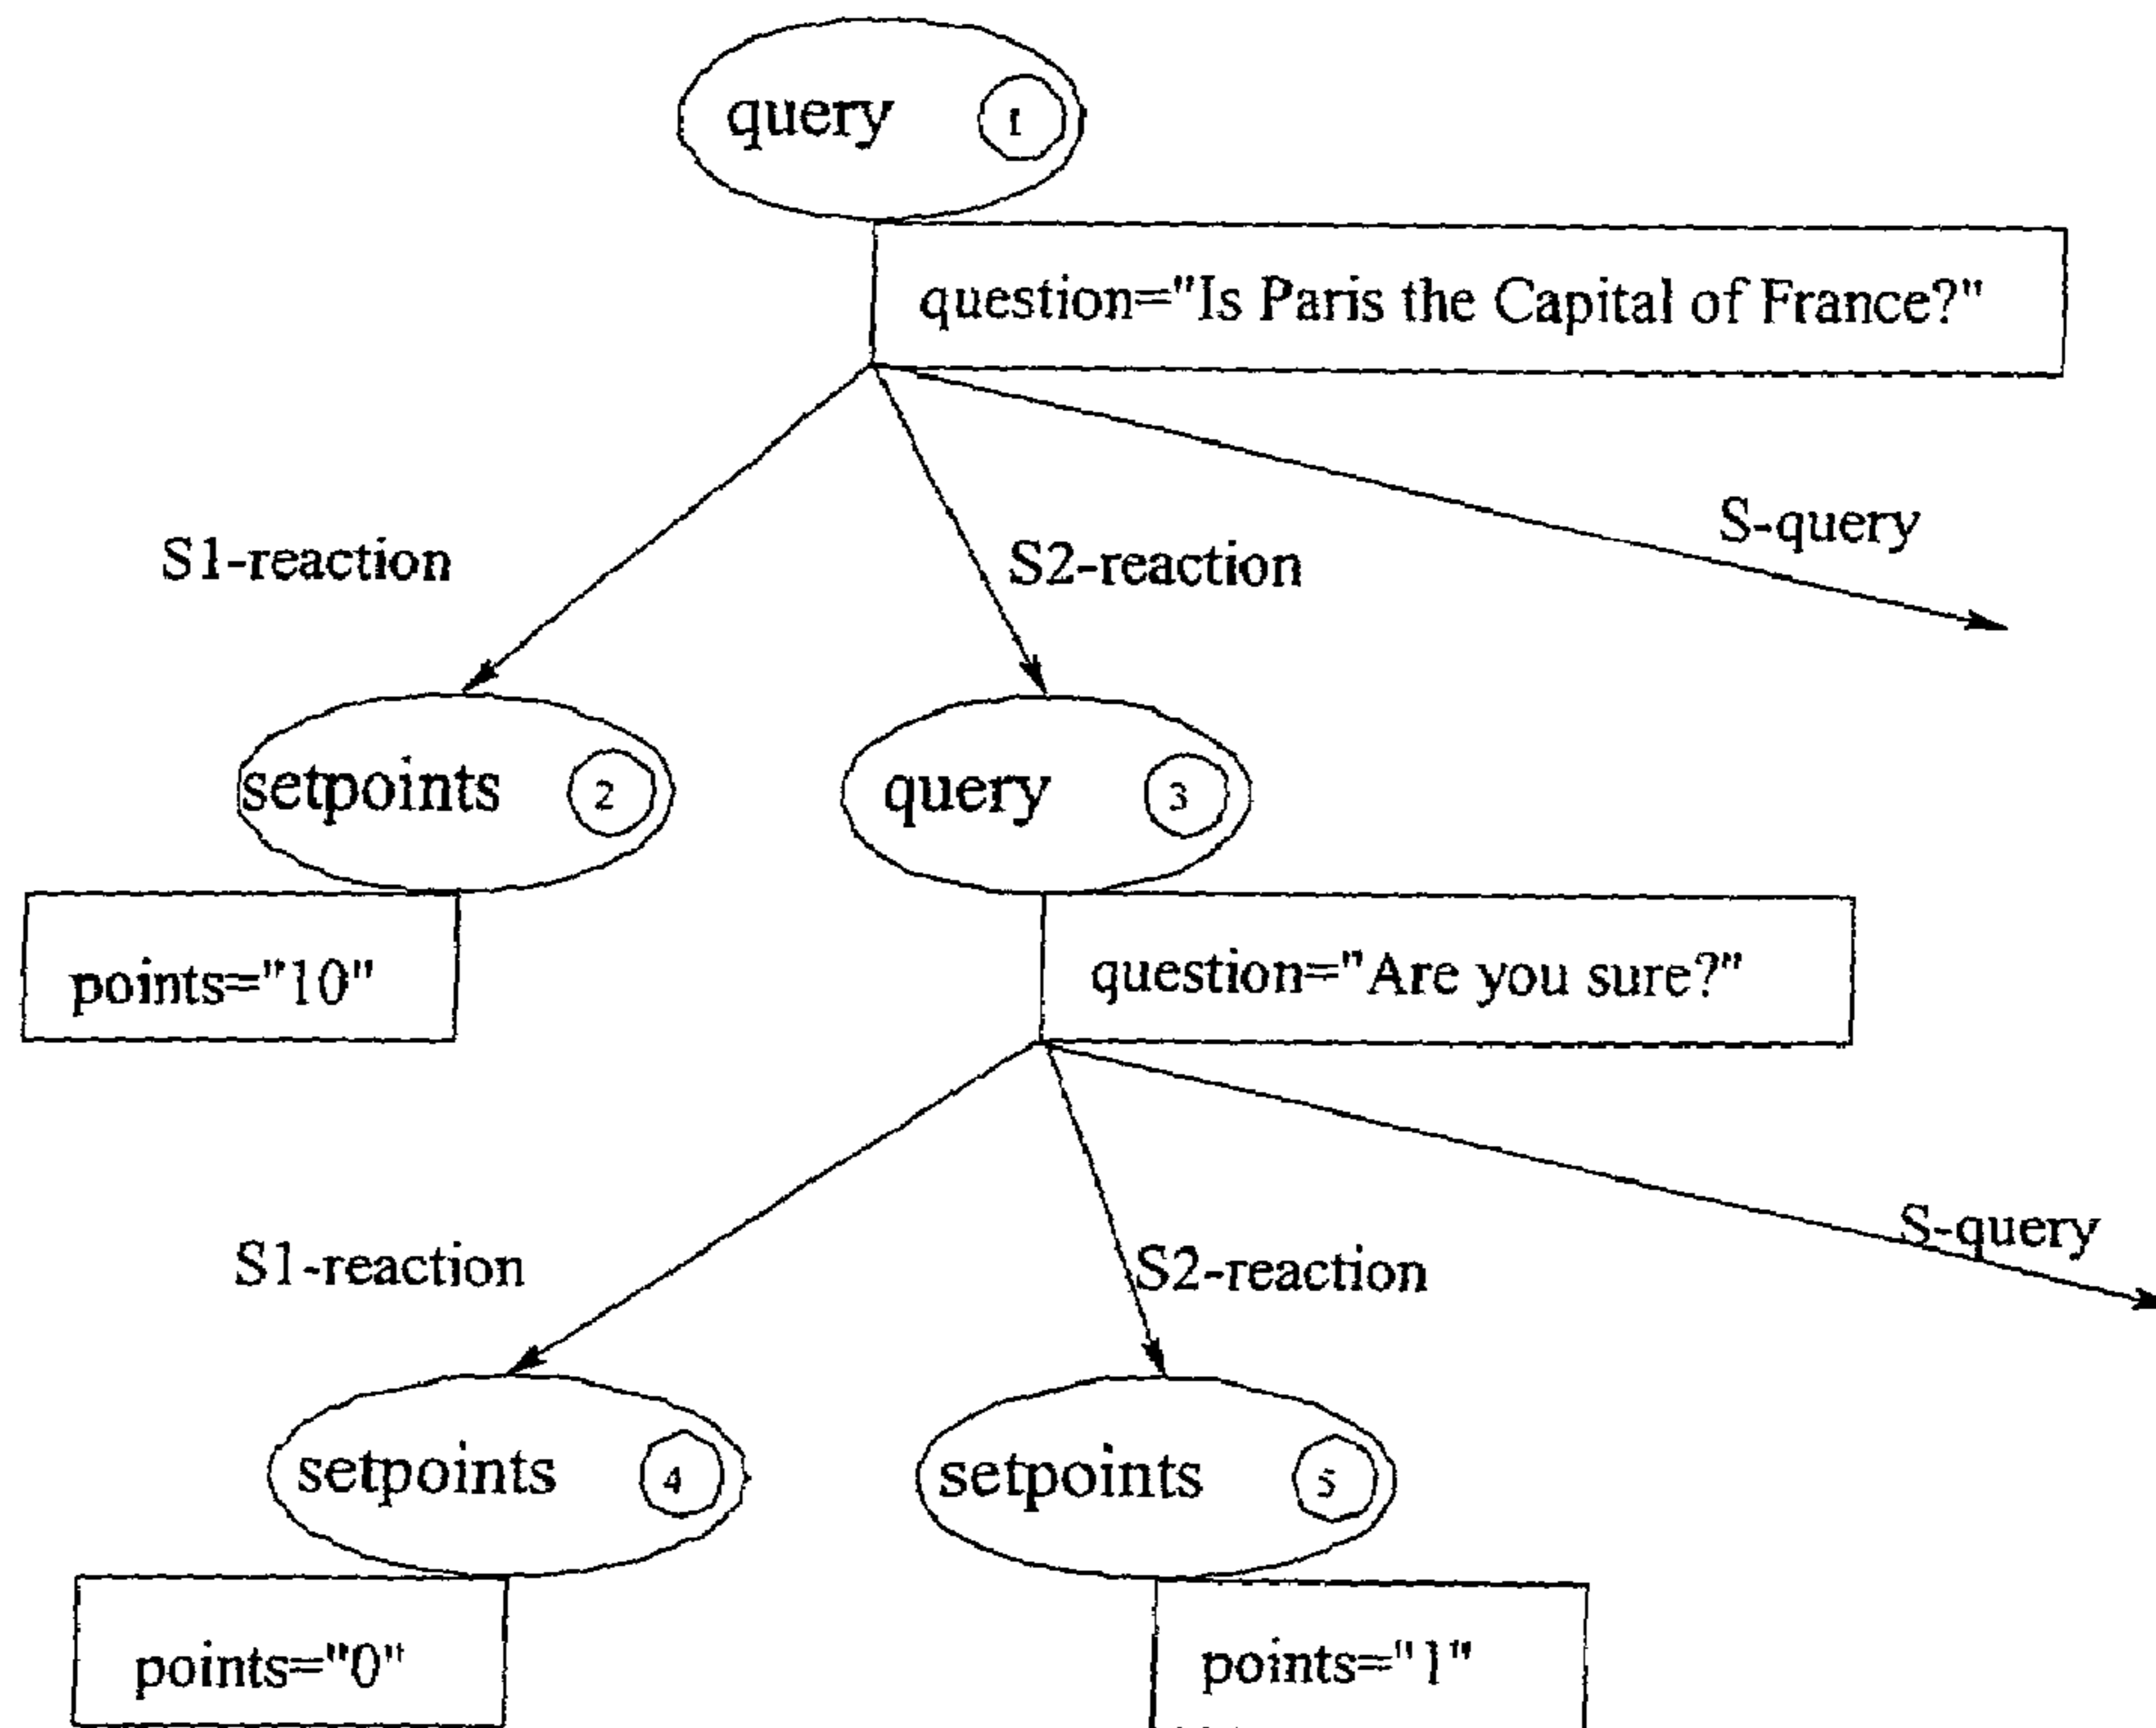 query 1
question="Is Paris the Capital of France?"
S-query
S1-reaction
S2-reaction
setpoints 2
query 3
points="10"
question="Are you sure?"
S-query
S1-reaction
S2-reaction
setpoints 4
setpoints 5
points="0"
points="1"